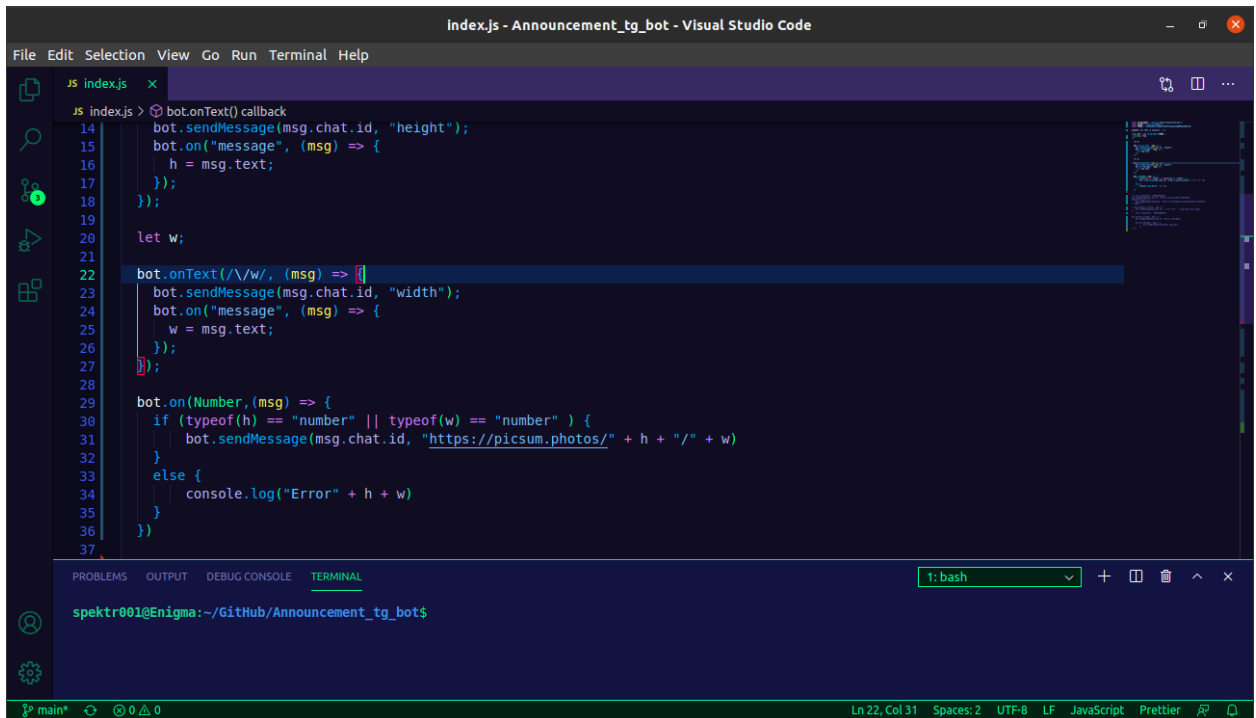 index.js - Announcement_tg_bot - Visual Studio Code
File Edit Selection View Go Run Terminal Help
JS index.js
JS index.js > bot.onText() callback
14 bot.sendMessage(msg.chat.id, "height");
15 bot.on("message", (msg) => {
16 h = msg.text;
17 });
18 });
19
20 let w;
21
22 bot.onText(/\/w/, (msg) => {
23 bot.sendMessage(msg.chat.id, "width");
24 bot.on("message", (msg) => {
25 w = msg.text;
26 });
27 });
28
29 bot.on(Number,(msg) => {
30 if (typeof(h) == "number" || typeof(w) == "number" ) {
31 bot.sendMessage(msg.chat.id, "https://picsum.photos/" + h + "/" + w)
32 }
33 else {
34 console.log("Error" + h + w)
35 }
36 })
37
3
PROBLEMS OUTPUT DEBUG CONSOLE TERMINAL 1: bash
spektr001@Enigma:~/GitHub/Announcement_tg_bot$
main* 0 0 Ln 22, Col 31 Spaces: 2 UTF-8 LF JavaScript Prettier